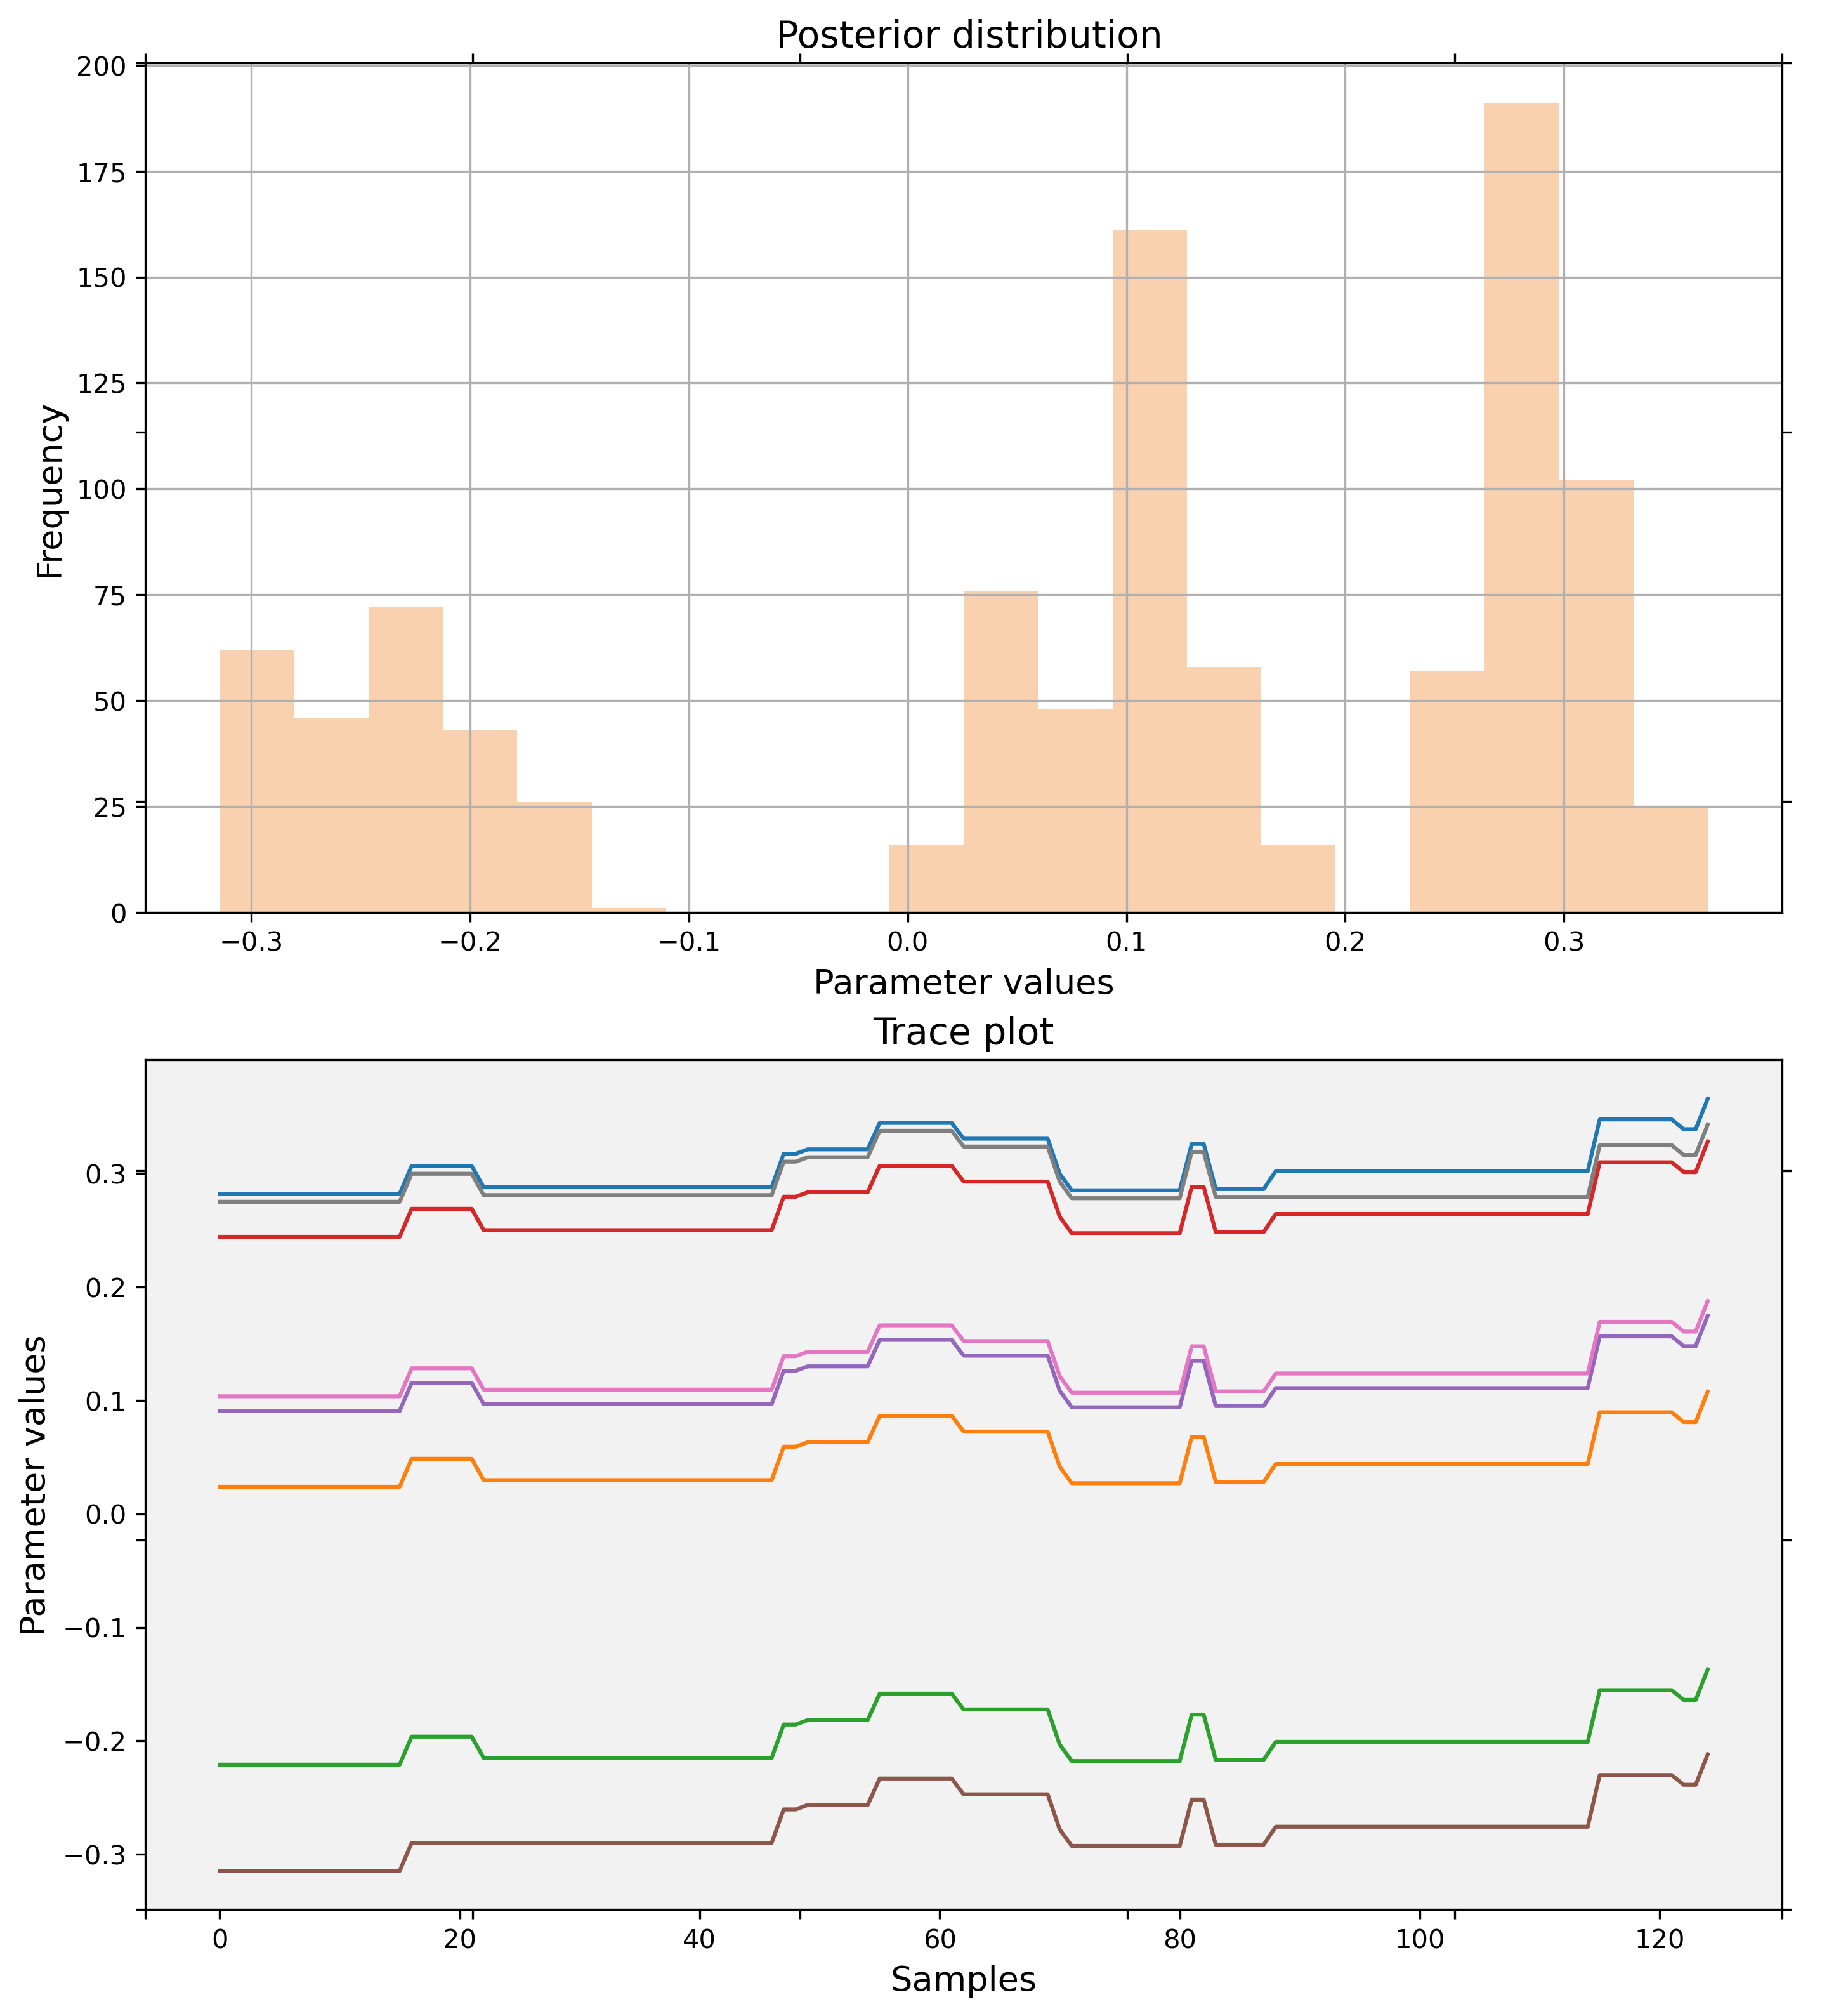 Posterior distribution
200
175
150
125
100
75
50
25
0
Frequency
−0.3 −0.2 −0.1 0.0 0.1 0.2 0.3
Parameter values
Trace plot
0.3
0.2
0.1
0.0
−0.1
−0.2
−0.3
Parameter values
0 20 40 60 80 100 120
Samples